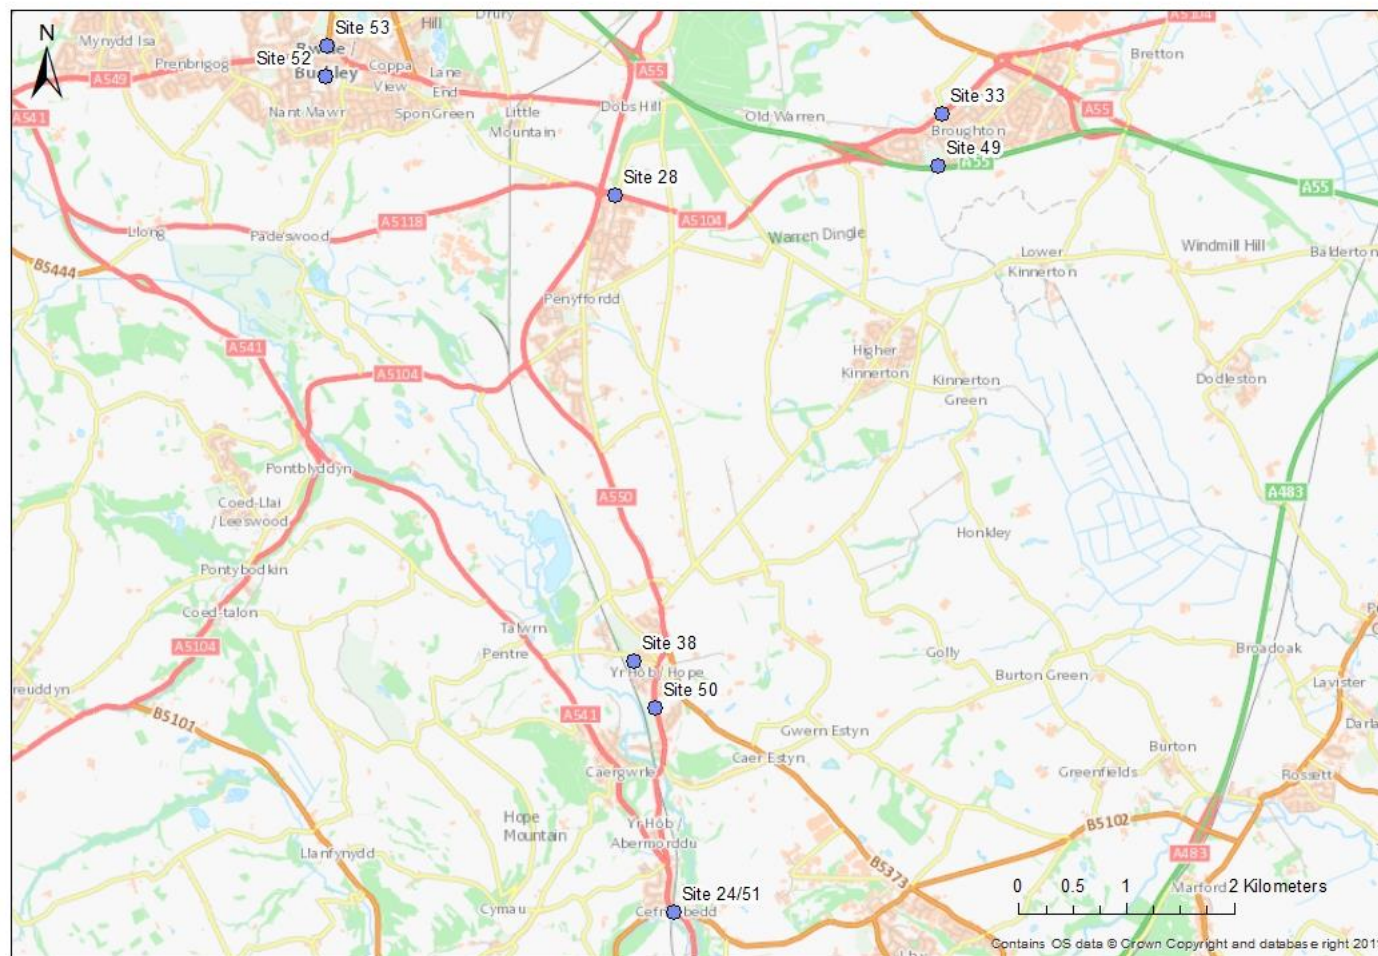 N
Mynydd Isa
Prenbrigog
Hill
Drury
Site 53
Site 52
Buckley
Coppa
View
Lane
End
A549
A541
Nant-Mawr
Spon Green
Little
Mountain
Dobs Hill
A55
Old Warren
A5104
Bretton
Site 33
Broughton
A55
Site 49
A55
A55
Site 28
A5104
A5118
Llong
Padeswood
B5444
Warren Dingle
Lower
Kinnerton
Windmill Hill
Balderton
Penyffordd
A541
A5104
Higher
Kinnerton
Kinnerton
Green
Dodleston
Pontblyddyn
Coed-Llai
/ Leeswood
A550
A483
Honkley
Pontybodkin
Coed-talon
A5104
Talwrn
Pentre
Site 38
Yr Hob / Hope
Site 50
Golly
Burton Green
Broadoak
Lavister
reuddyn
B5101
A541
Gwern Estyn
Caer Estyn
Burton
Greenfields
Rossett
Caergwrle
Hope
Mountain
Yr Hob /
Abermorddu
Llanfynydd
B5102
A483
B5373
Marford
Site 24/51
Cymau
0 0.5 1 2 Kilometers
Contains OS data © Crown Copyright and database right 201